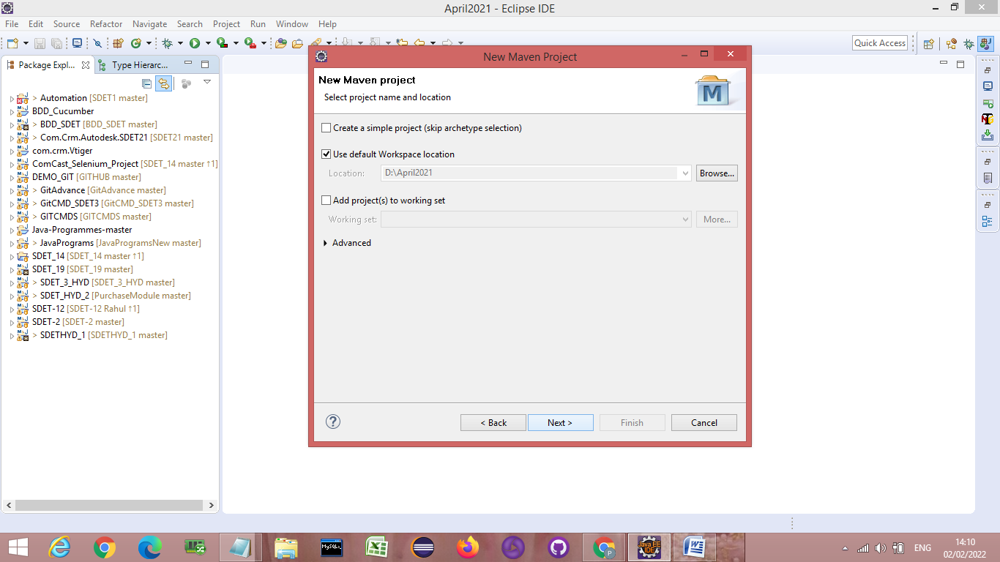 April2021 - Eclipse IDE
File Edit Source Refactor Navigate Search Project Run Window Help
Quick Access
Package Expl... Type Hierarc...
> Automation [SDET1 master]
BDD_Cucumber
> BDD_SDET [BDD_SDET master]
> Com.Crm.Autodesk.SDET21 [SDET21 master]
com.crm.Vtiger
ComCast_Selenium_Project [SDET_14 master ↑1]
DEMO_GIT [GITHUB master]
> GitAdvance [GitAdvance master]
> GitCMD_SDET3 [GitCMD_SDET3 master]
> GITCMDS [GITCMDS master]
Java-Programmes-master
> JavaPrograms [JavaProgramsNew master]
SDET_14 [SDET_14 master ↑1]
SDET_19 [SDET_19 master]
> SDET_3_HYD [SDET_3_HYD master]
> SDET_HYD_2 [PurchaseModule master]
SDET-12 [SDET-12 Rahul ↑1]
SDET-2 [SDET-2 master]
> SDETHYD_1 [SDETHYD_1 master]
New Maven Project
New Maven project
Select project name and location
M
Create a simple project (skip archetype selection)
Use default Workspace location
Location: D:\April2021 Browse...
Add project(s) to working set
Working set: More...
Advanced
? < Back Next > Finish Cancel
MySQL
P
Java EE
IDE
ENG
14:10
02/02/2022